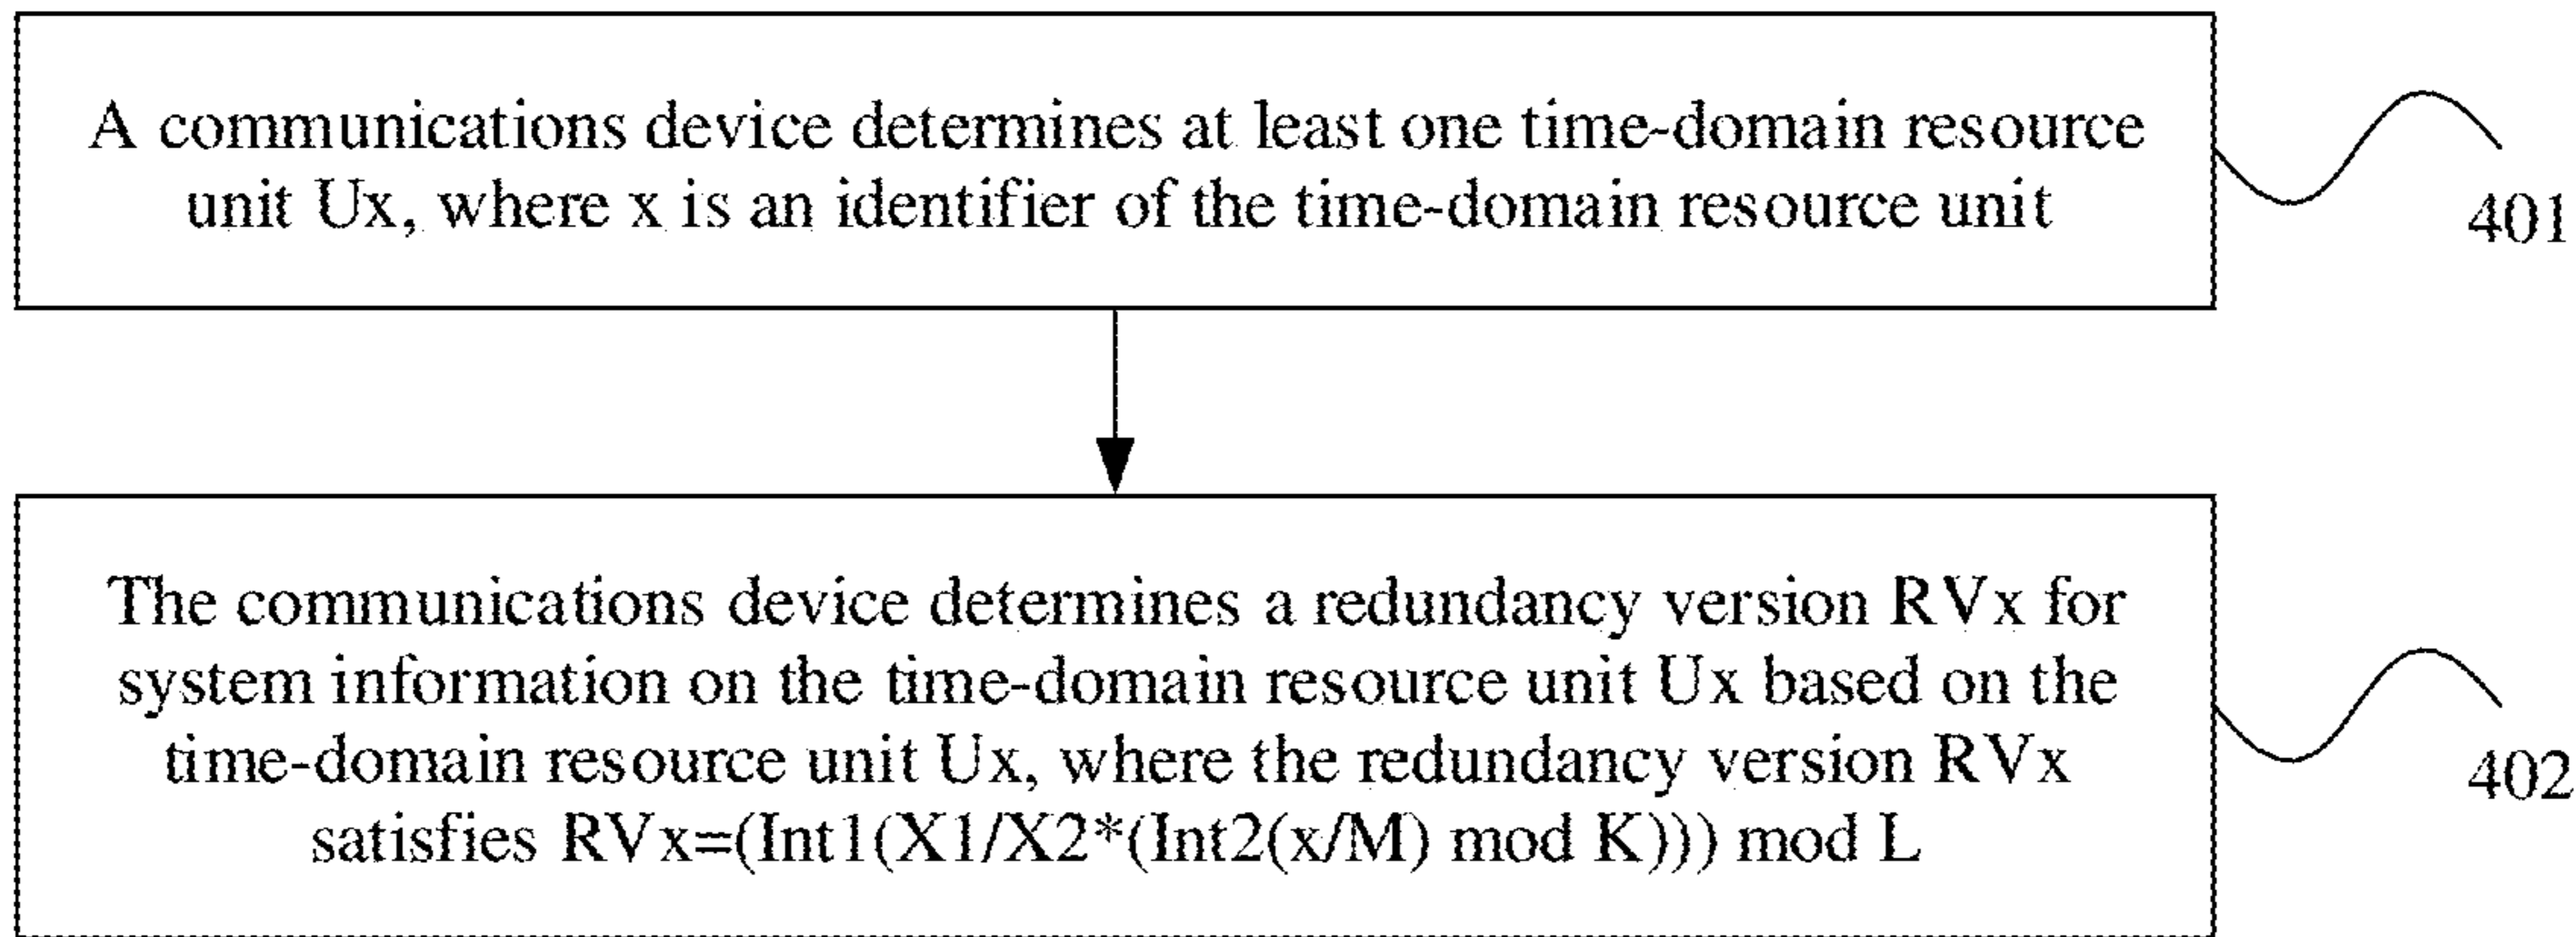 A communications device determines at least one time-domain resource
unit Ux, where x is an identifier of the time-domain resource unit
401
The communications device determines a redundancy version RVx for
system information on the time-domain resource unit Ux based on the
time-domain resource unit Ux, where the redundancy version RVx
satisfies RVx=(Int1(X1/X2*(Int2(x/M) mod K))) mod L
402